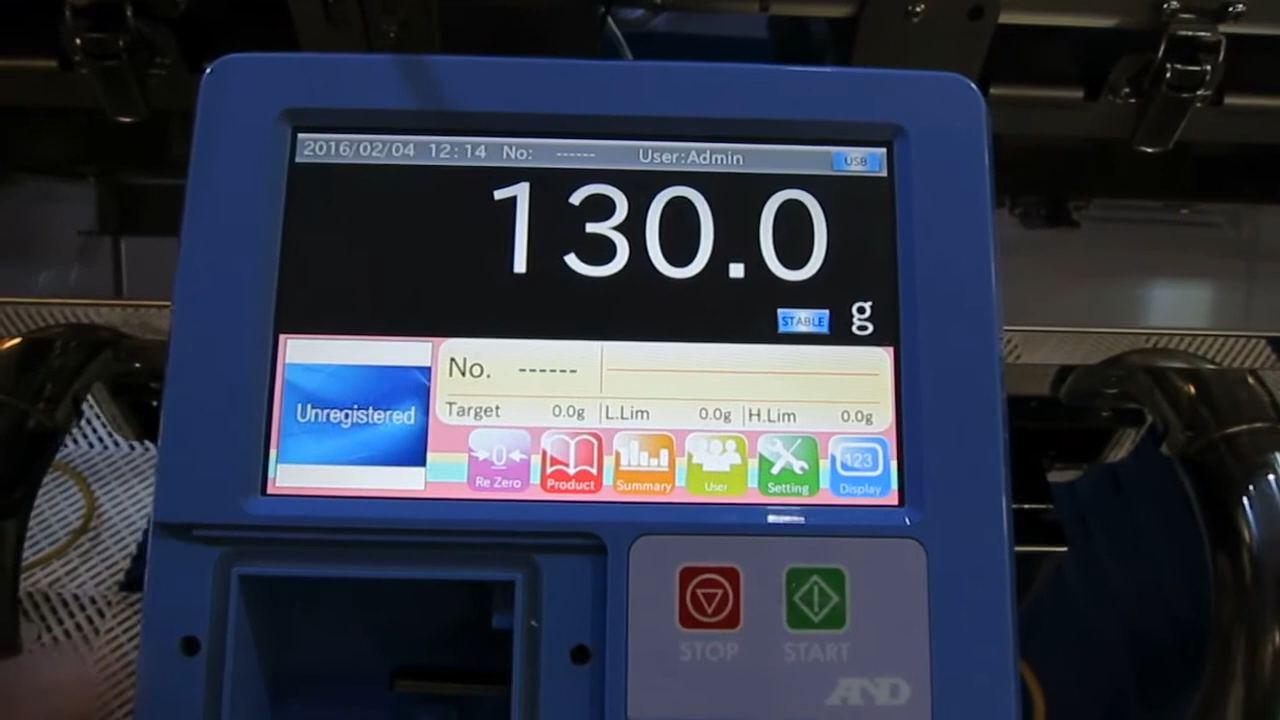 2016/02/04 12:14 No: ------ User:Admin USB
130.0
STABLE g
No. ------
Unregistered
Target 0.0g L.Lim 0.0g H.Lim 0.0g
→0← Re Zero Product Summary User Setting 123 Display
STOP START
AND